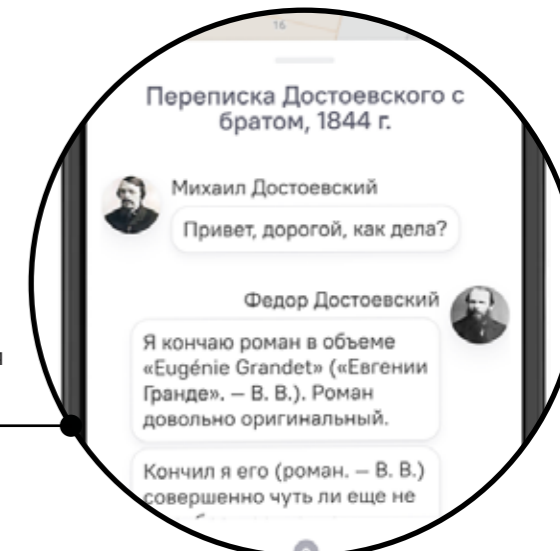 16
Переписка Достоевского с
братом, 1844 г.
Михаил Достоевский
Привет, дорогой, как дела?
Федор Достоевский
Я кончаю роман в объеме
«Eugénie Grandet» («Евгении
Гранде». — В. В.). Роман
довольно оригинальный.
Кончил я его (роман. — В. В.)
совершенно чуть ли еще не